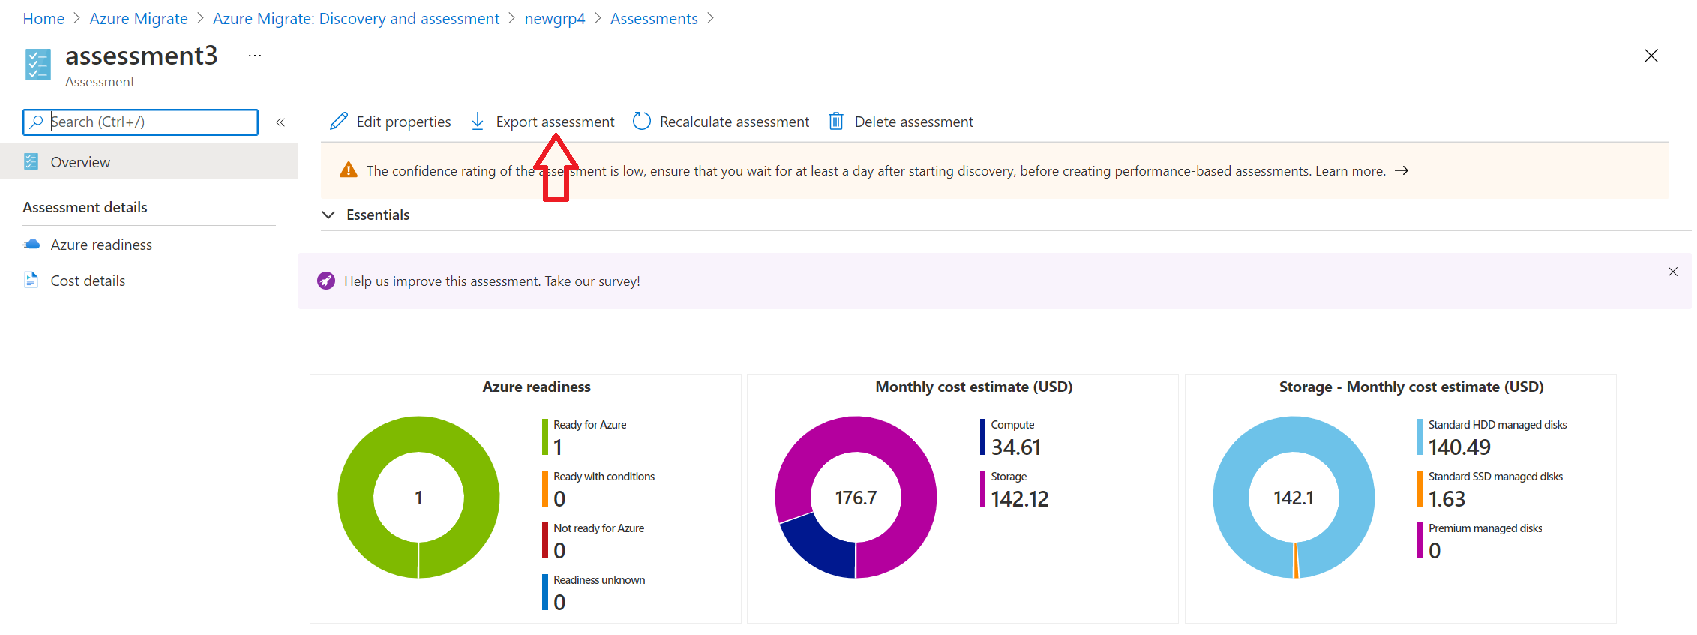 Home > Azure Migrate > Azure Migrate: Discovery and assessment > newgrp4 > Assessments >
assessment3 ...
Assessment
Search (Ctrl+/) «
Edit properties Export assessment Recalculate assessment Delete assessment
Overview
The confidence rating of the assessment is low, ensure that you wait for at least a day after starting discovery, before creating performance-based assessments. Learn more. →
Assessment details
Essentials
Azure readiness
Cost details
Help us improve this assessment. Take our survey!
Azure readiness
1
Ready for Azure
1
Ready with conditions
0
Not ready for Azure
0
Readiness unknown
0
Monthly cost estimate (USD)
176.7
Compute
34.61
Storage
142.12
Storage - Monthly cost estimate (USD)
142.1
Standard HDD managed disks
140.49
Standard SSD managed disks
1.63
Premium managed disks
0